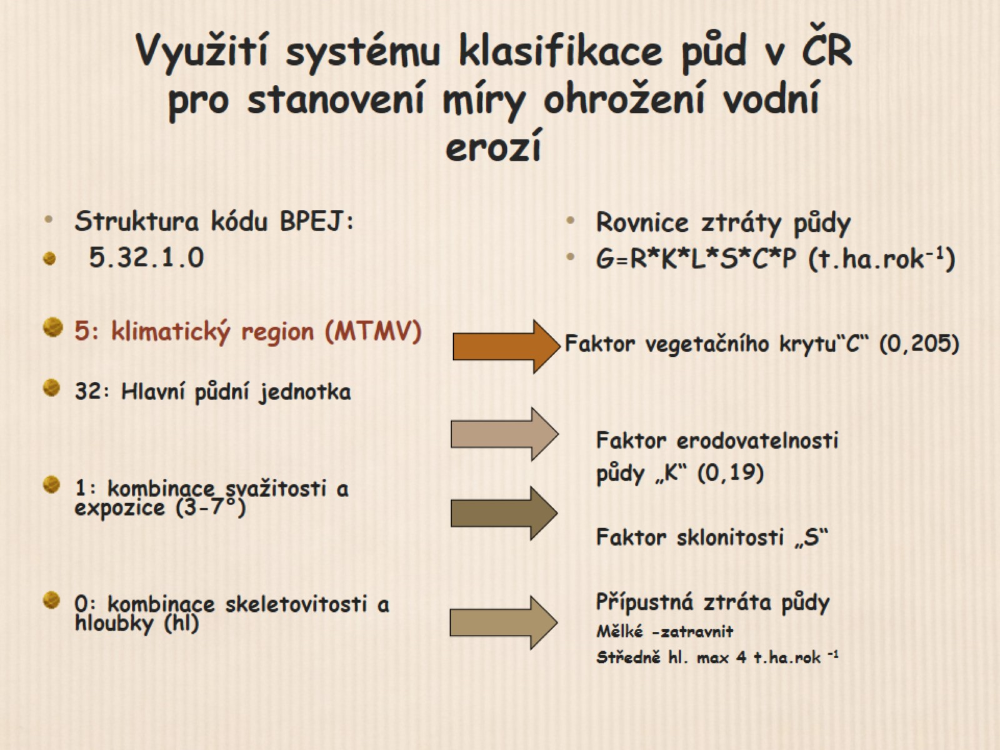 Využití systému klasifikace půd v ČR
pro stanovení míry ohrožení vodní
erozí
• Struktura kódu BPEJ:
5.32.1.0
5: klimatický region (MTMV)
32: Hlavní půdní jednotka
1: kombinace svažitosti a
expozice (3-7°)
0: kombinace skeletovitosti a
hloubky (hl)
• Rovnice ztráty půdy
• G=R*K*L*S*C*P (t.ha.rok⁻¹)
Faktor vegetačního krytu“C“ (0,205)
Faktor erodovatelnosti
půdy „K“ (0,19)
Faktor sklonitosti „S“
Přípustná ztráta půdy
Mělké -zatravnit
Středně hl. max 4 t.ha.rok ⁻¹